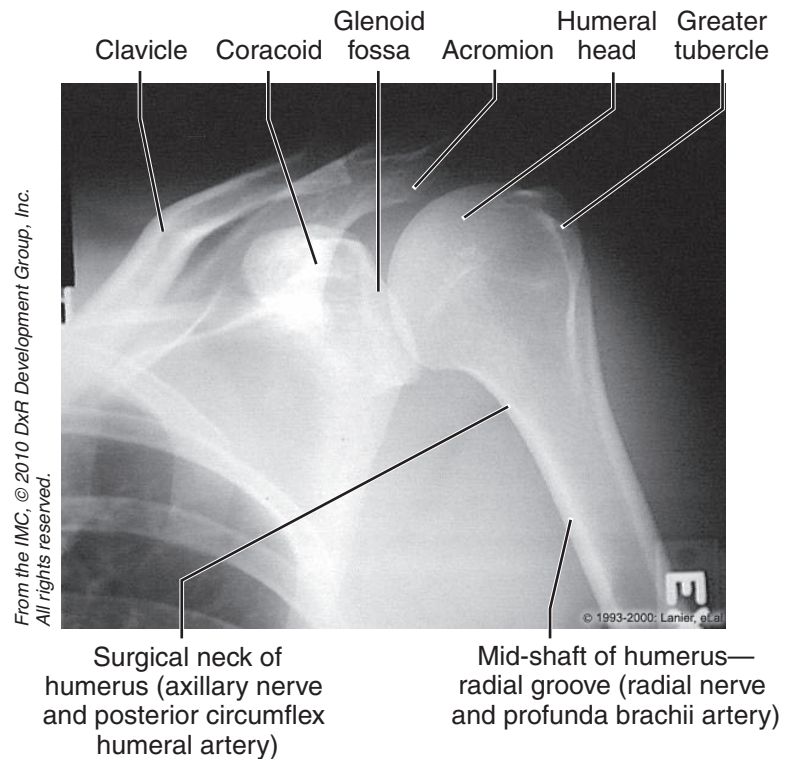 Clavicle
Coracoid
Glenoid
fossa
Acromion
Humeral
head
Greater
tubercle
From the IMC, © 2010 DxR Development Group, Inc.
All rights reserved.
© 1993-2000: Lanier, et.al
Surgical neck of
humerus (axillary nerve
and posterior circumflex
humeral artery)
Mid-shaft of humerus—
radial groove (radial nerve
and profunda brachii artery)